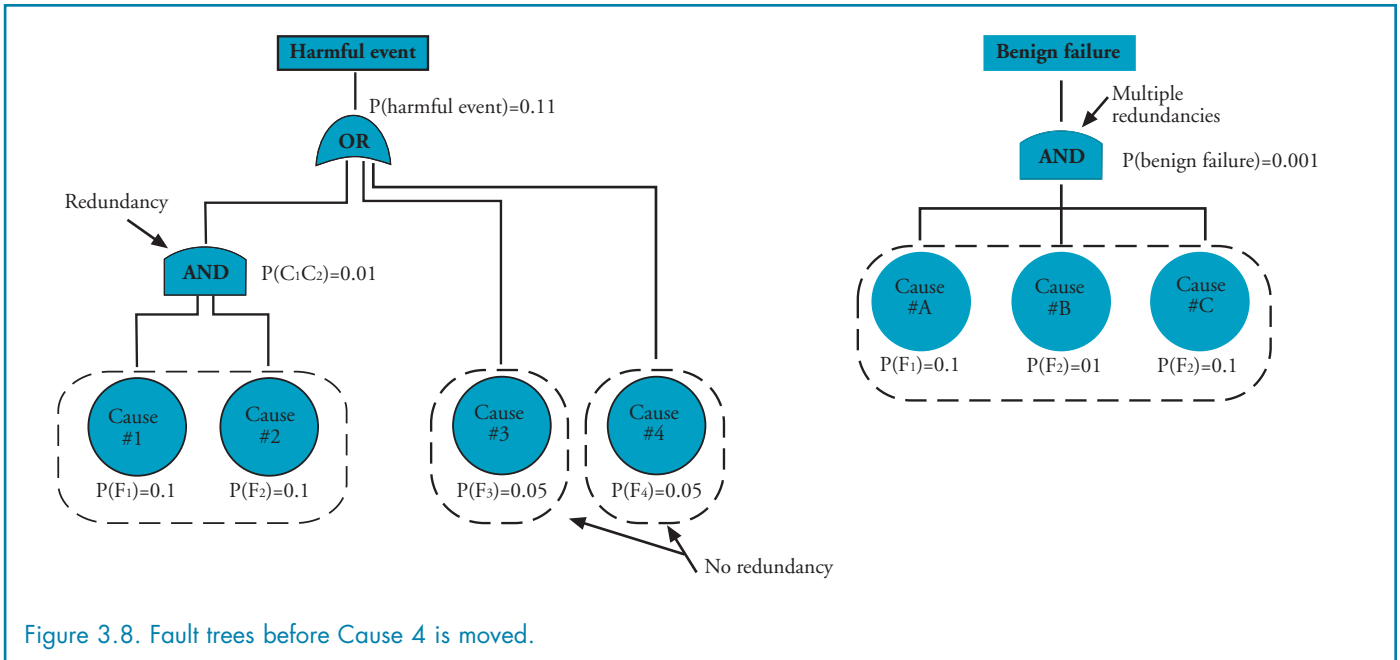 Harmful event
P(harmful event)=0.11
OR
Redundancy
AND
P(C₁C₂)=0.01
Cause
#1
P(F₁)=0.1
Cause
#2
P(F₂)=0.1
Cause
#3
P(F₃)=0.05
Cause
#4
P(F₄)=0.05
No redundancy
Benign failure
Multiple
redundancies
AND
P(benign failure)=0.001
Cause
#A
P(F₁)=0.1
Cause
#B
P(F₂)=01
Cause
#C
P(F₂)=0.1
Figure 3.8. Fault trees before Cause 4 is moved.